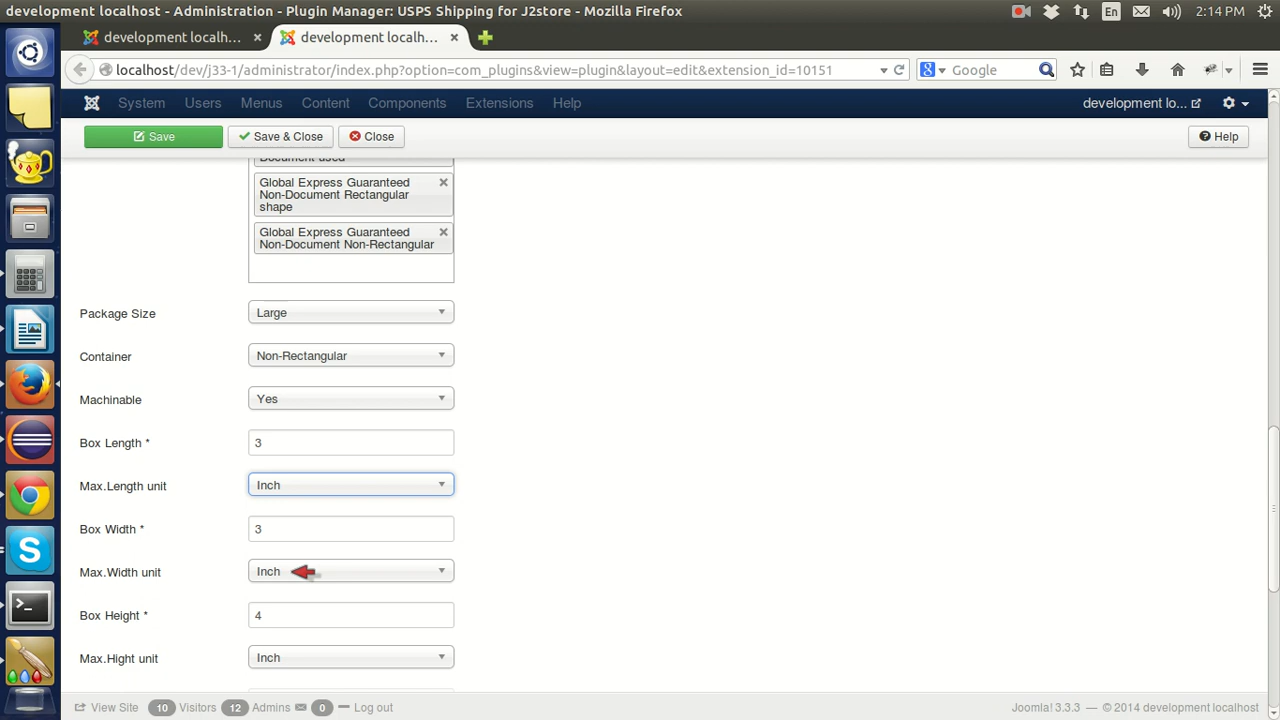 development localhost - Administration - Plugin Manager: USPS Shipping for J2store - Mozilla Firefox
En
2:14 PM
development localh...
development localh...
localhost/dev/j33-1/administrator/index.php?option=com_plugins&view=plugin&layout=edit&extension_id=10151
Google
System Users Menus Content Components Extensions Help
development lo...
Save
Save & Close
Close
Help
Document used
Global Express Guaranteed
Non-Document Rectangular
shape
Global Express Guaranteed
Non-Document Non-Rectangular
Package Size
Large
Container
Non-Rectangular
Machinable
Yes
Box Length *
3
Max.Length unit
Inch
Box Width *
3
Max.Width unit
Inch
Box Height *
4
Max.Hight unit
Inch
View Site 10 Visitors 12 Admins 0 Log out
Joomla! 3.3.3 — © 2014 development localhost